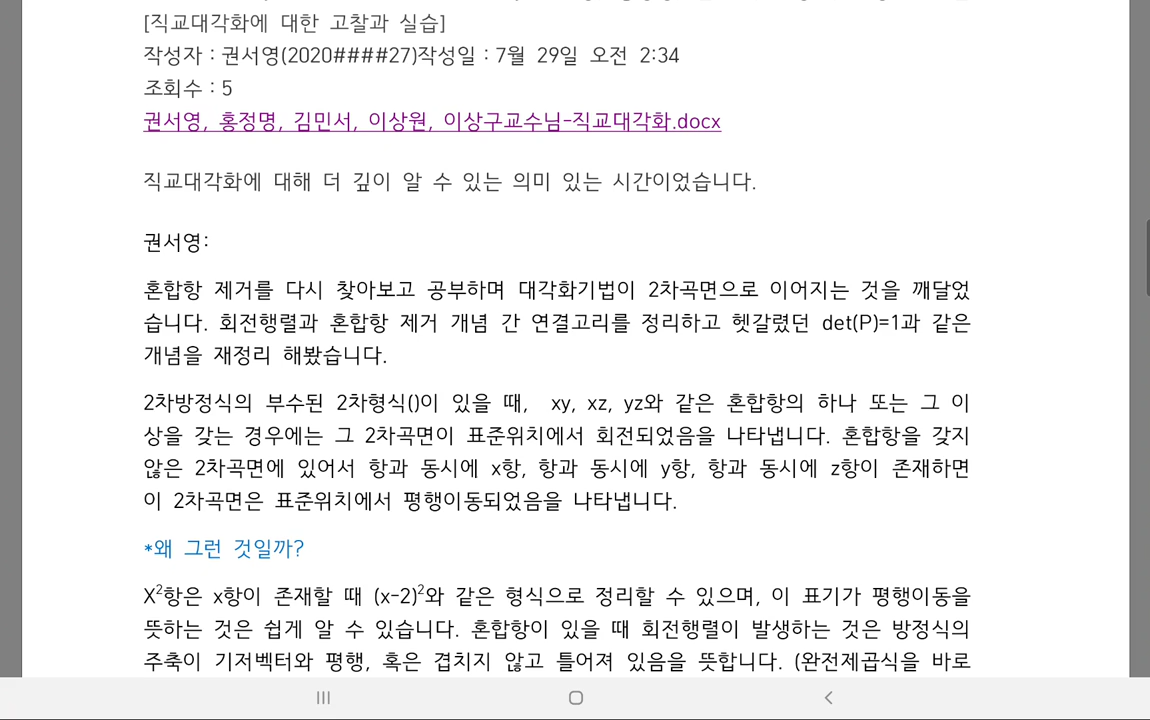 [직교대각화에 대한 고찰과 실습]
작성자 : 권서영(2020####27)작성일 : 7월 29일 오전 2:34
조회수 : 5
권서영, 홍정명, 김민서, 이상원, 이상구교수님-직교대각화.docx
직교대각화에 대해 더 깊이 알 수 있는 의미 있는 시간이었습니다.
권서영:
혼합항 제거를 다시 찾아보고 공부하며 대각화기법이 2차곡면으로 이어지는 것을 깨달았
습니다. 회전행렬과 혼합항 제거 개념 간 연결고리를 정리하고 헷갈렸던 det(P)=1과 같은
개념을 재정리 해봤습니다.
2차방정식의 부수된 2차형식()이 있을 때, xy, xz, yz와 같은 혼합항의 하나 또는 그 이
상을 갖는 경우에는 그 2차곡면이 표준위치에서 회전되었음을 나타냅니다. 혼합항을 갖지
않은 2차곡면에 있어서 항과 동시에 x항, 항과 동시에 y항, 항과 동시에 z항이 존재하면
이 2차곡면은 표준위치에서 평행이동되었음을 나타냅니다.
*왜 그런 것일까?
X²항은 x항이 존재할 때 (x-2)²와 같은 형식으로 정리할 수 있으며, 이 표기가 평행이동을
뜻하는 것은 쉽게 알 수 있습니다. 혼합항이 있을 때 회전행렬이 발생하는 것은 방정식의
주축이 기저벡터와 평행, 혹은 겹치지 않고 틀어져 있음을 뜻합니다. (완전제곱식을 바로